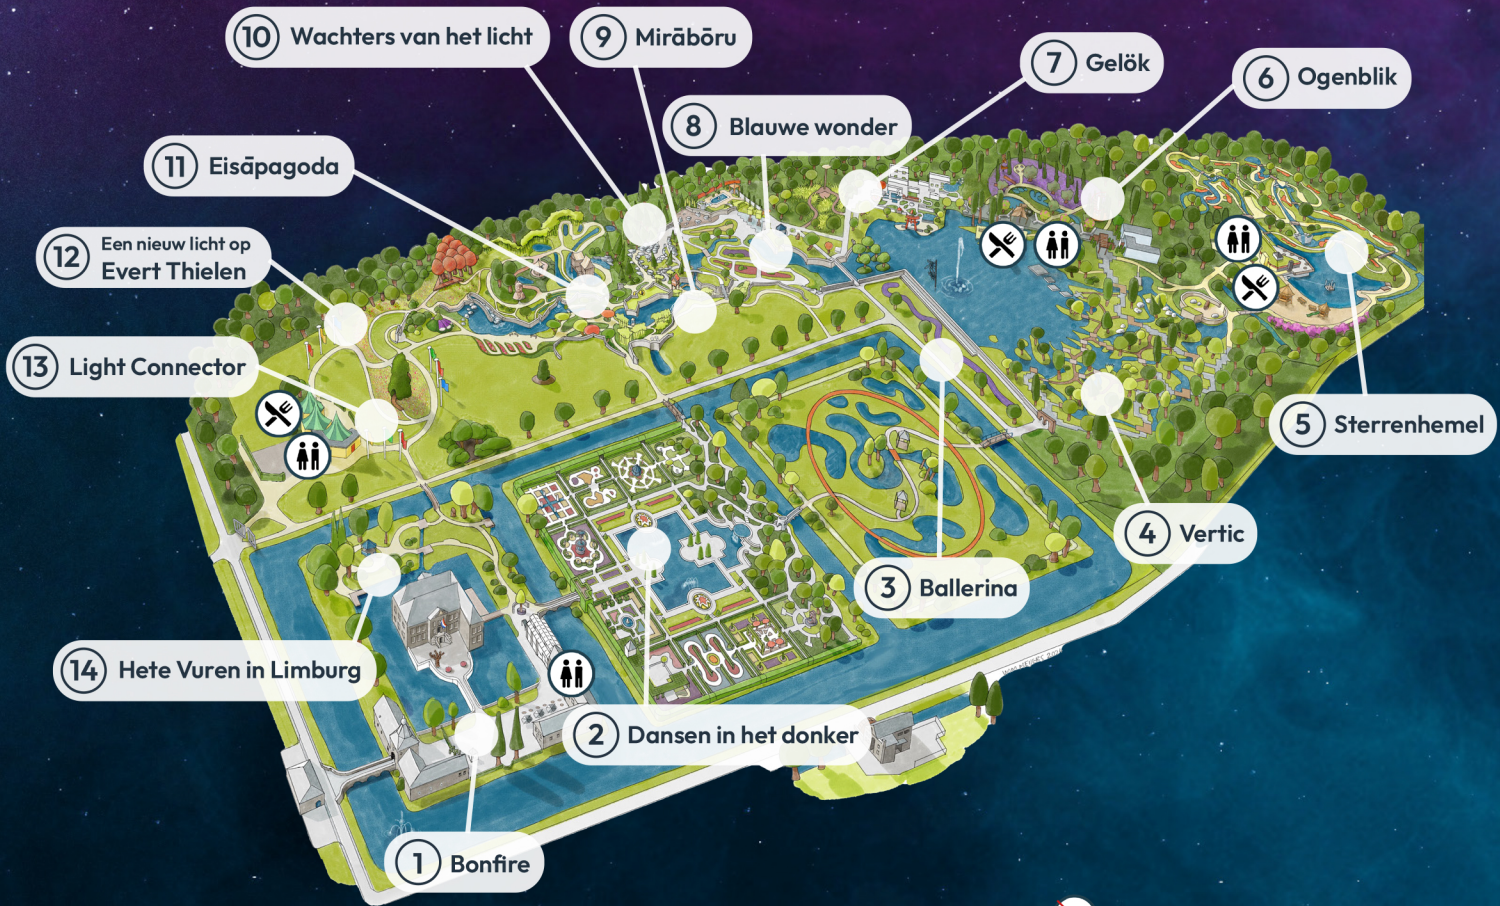 10 Wachters van het licht
9 Mirābōru
7 Gelök
6 Ogenblik
8 Blauwe wonder
11 Eisāpagoda
12 Een nieuw licht op
Evert Thielen
13 Light Connector
5 Sterrenhemel
4 Vertic
3 Ballerina
14 Hete Vuren in Limburg
2 Dansen in het donker
1 Bonfire